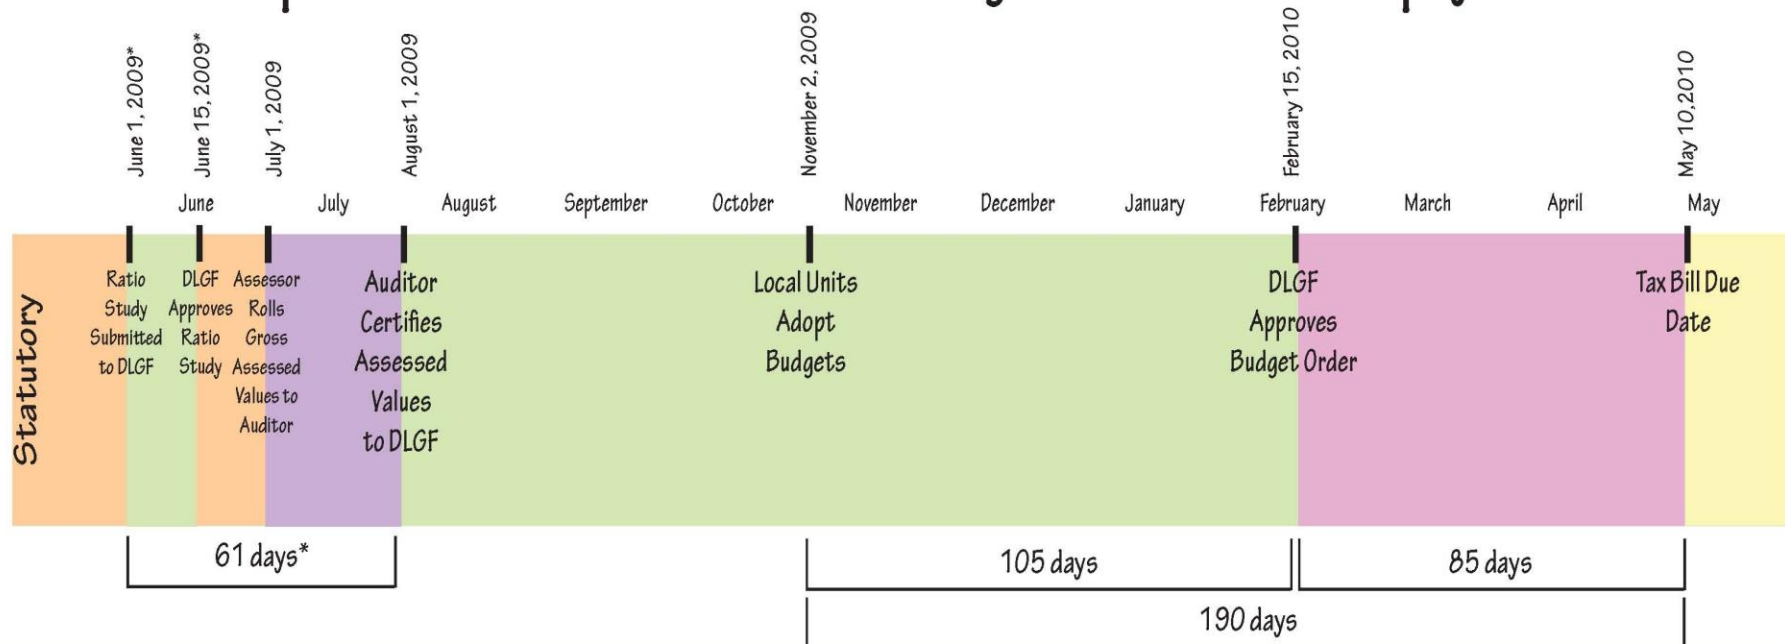 June 1, 2009*
June 15, 2009*
July 1, 2009
August 1, 2009
November 2, 2009
February 15, 2010
May 10,2010
June
July
August
September
October
November
December
January
February
March
April
May
Statutory
Ratio
Study
Submitted
to DLGF
DLGF
Approves
Ratio
Study
Assessor
Rolls
Gross
Assessed
Values to
Auditor
Auditor
Certifies
Assessed
Values
to DLGF
Local Units
Adopt
Budgets
DLGF
Approves
Budget Order
Tax Bill Due
Date
61 days*
105 days
85 days
190 days